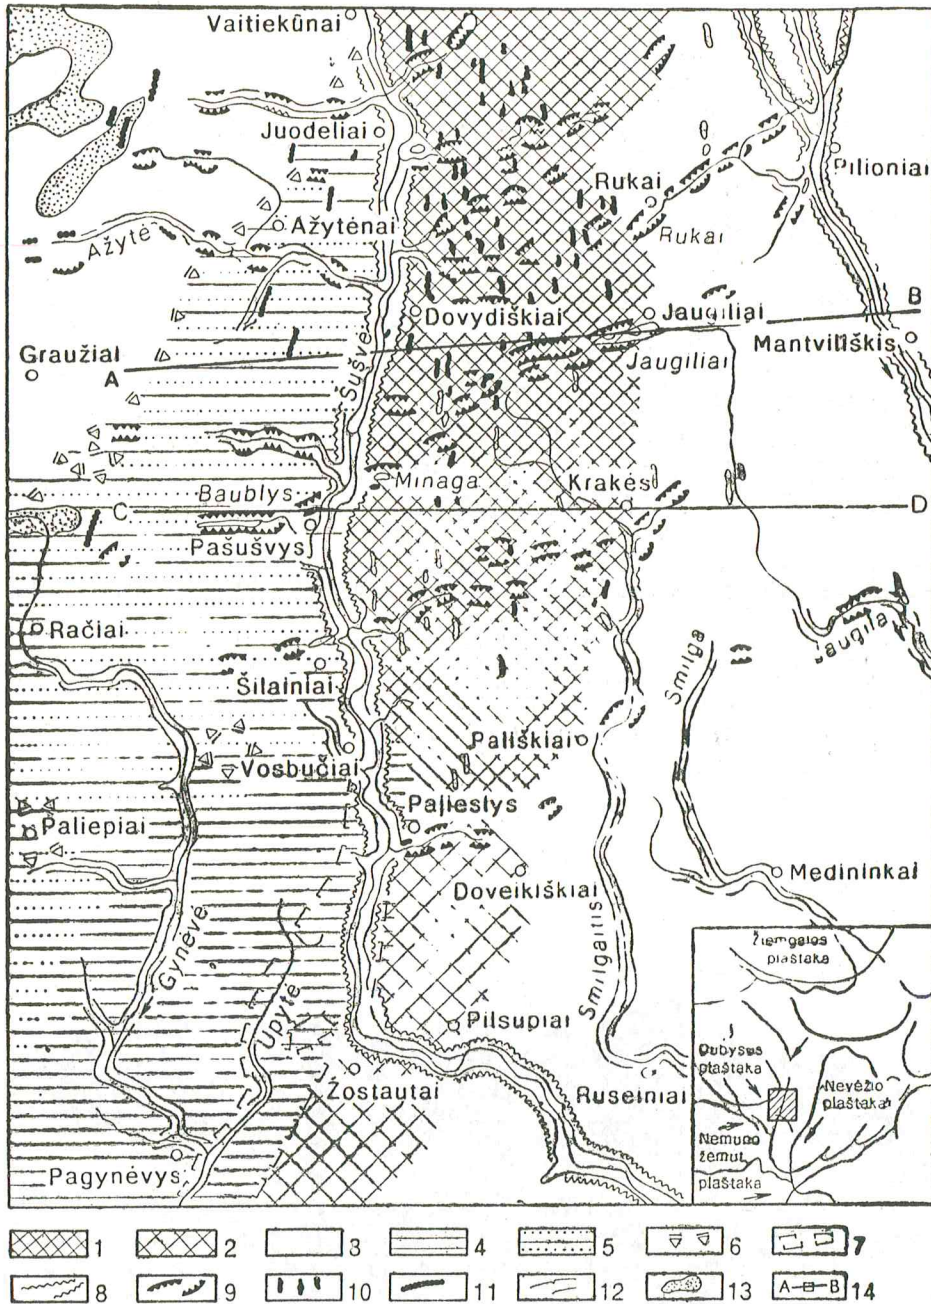 Vaitiekūnai
Juodeliai
Pilioniai
Rukai
Ažytė
Ažytėnai
Rukai
B
Dovydiškiai
Jaugiliai
Graužiai
A
Šušvė
Jaugiliai
Mantviliškis
Baublys
Minaga
Krakės
C
D
Pašušvys
Račiai
Jaugila
Smilga
Šilainiai
Vosbučiai
Pališkiai
Paliepiai
Palieslys
Doveikiškiai
Medininkai
Gynėvė
Upytė
Smilgaitis
Žiemgalos
plaštaka
Pilsupiai
Dubysos
plaštaka
Nevėžio
plaštaka
Žostautai
Ruseiniai
Nemuno
žemut.
plaštaka
Pagynėvys
1 2 3 4 5 6 7
8 9 10 11 12 13 A B 14